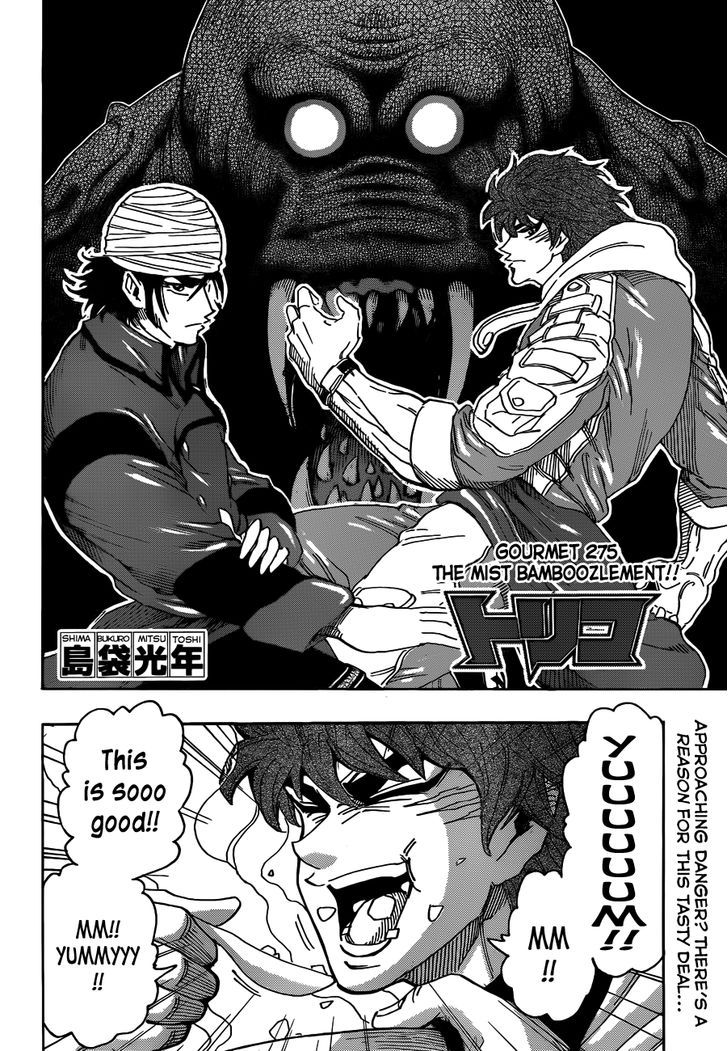 GOURMET 275
THE MIST BAMBOOZLEMENT!!
トリコ
SHIMA BUKURO MITSU TOSHI
島袋光年
APPROACHING DANGER? THERE'S A
REASON FOR THIS TASTY DEAL...
YUUUUUUM!!
MM
!!
This
is sooo
good!!
MM!!
YUMMYYY
!!